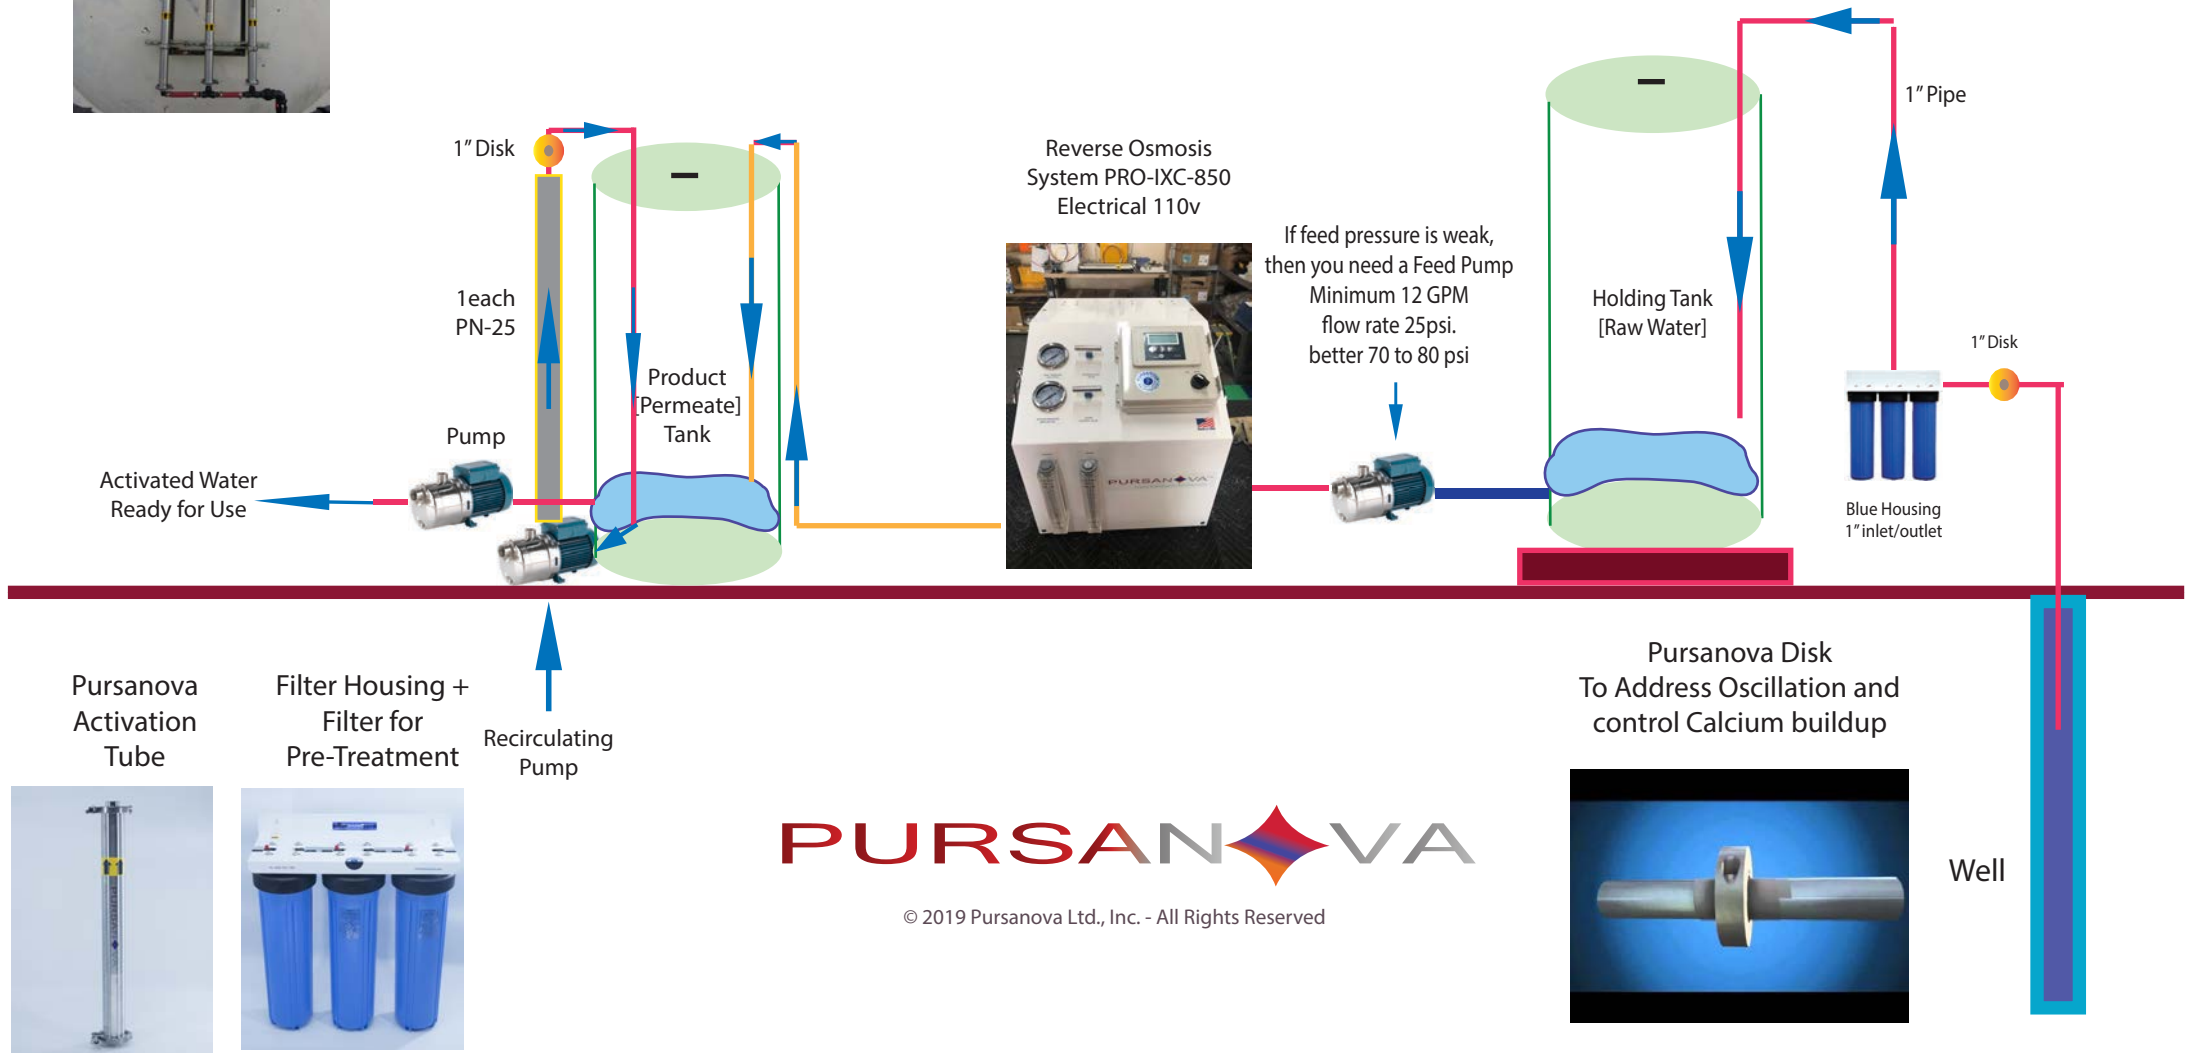 1” Pipe
1” Disk
Reverse Osmosis
System PRO-IXC-850
Electrical 110v
If feed pressure is weak,
then you need a Feed Pump
Minimum 12 GPM
flow rate 25psi.
better 70 to 80 psi
1each
PN-25
Holding Tank
[Raw Water]
1” Disk
Product
[Permeate]
Tank
Pump
Activated Water
Ready for Use
PURSANOVA
Blue Housing
1” inlet/outlet
Pursanova
Activation
Tube
Filter Housing +
Filter for
Pre-Treatment
Recirculating
Pump
Pursanova Disk
To Address Oscillation and
control Calcium buildup
PURSANOVA
© 2019 Pursanova Ltd., Inc. - All Rights Reserved
Well